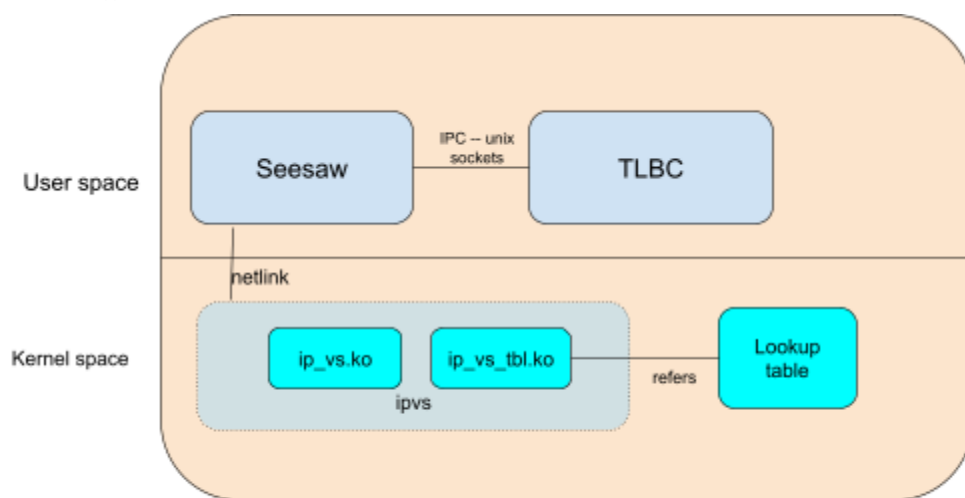 IPC -- unix
sockets
Seesaw
TLBC
User space
netlink
ip_vs.ko
ip_vs_tbl.ko
Lookup
table
Kernel space
refers
ipvs